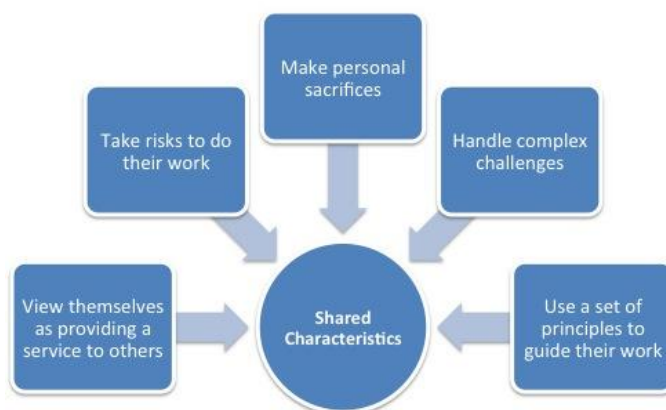 Make personal
sacrifices
Take risks to do
their work
Handle complex
challenges
View themselves
as providing a
service to others
Shared
Characteristics
Use a set of
principles to
guide their work